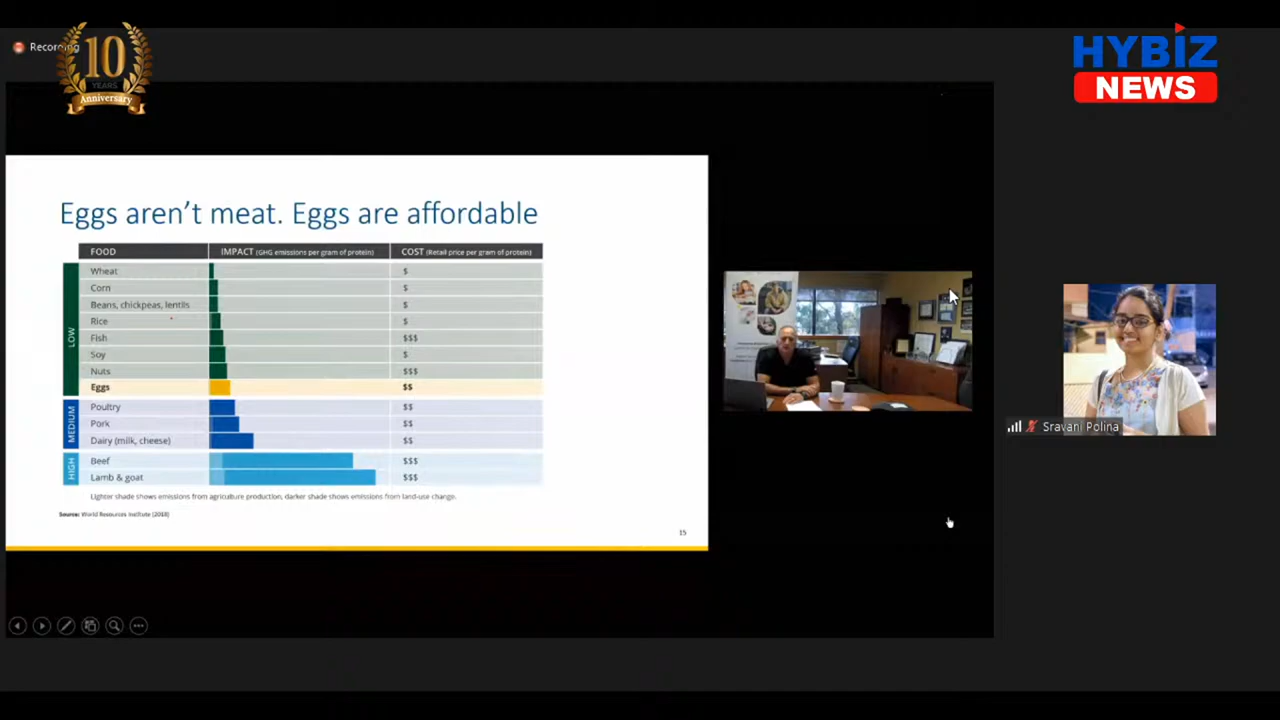 10
YEARS
Anniversary
Recording
HYBIZ
NEWS
Eggs aren't meat. Eggs are affordable
FOOD IMPACT (GHG emissions per gram of protein) COST (Retail price per gram of protein)
LOW
Wheat $
Corn $
Beans, chickpeas, lentils $
Rice $
Fish $$$
Soy $
Nuts $$$
Eggs $$
MEDIUM
Poultry $$
Pork $$
Dairy (milk, cheese) $$
HIGH
Beef $$$
Lamb & goat $$$
Lighter shade shows emissions from agriculture production, darker shade shows emissions from land-use change.
Source: World Resources Institute (2018)
15
Sravani Polina